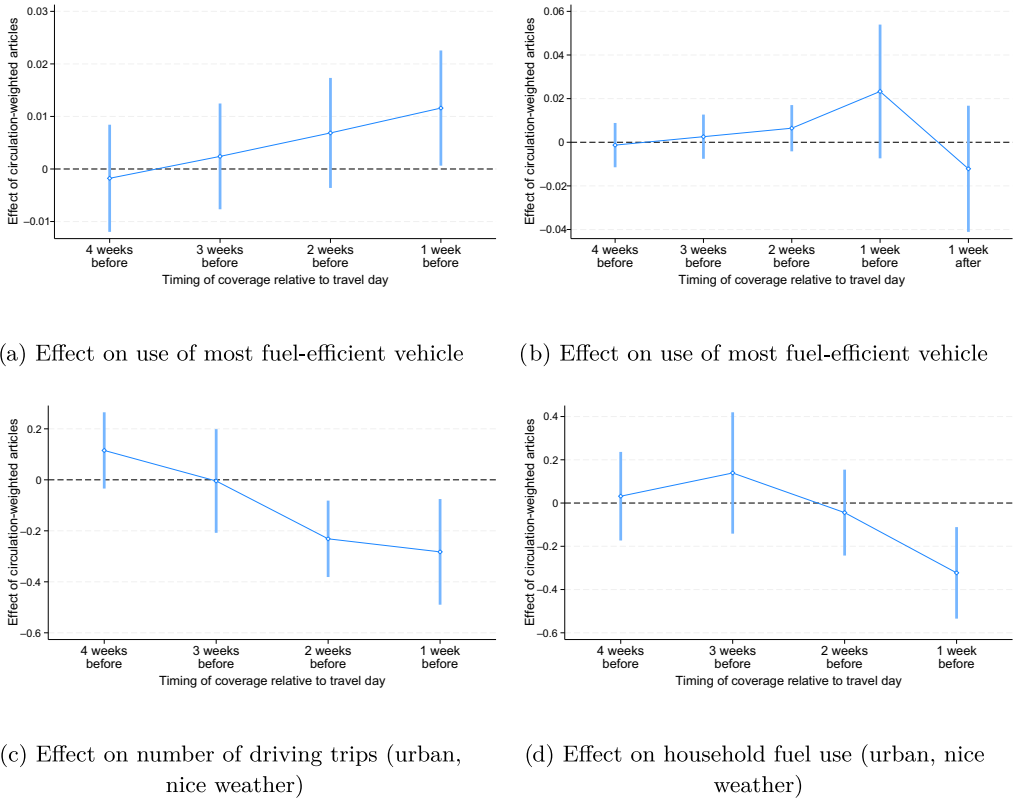 Effect of circulation-weighted articles
0.03
0.02
0.01
0
–0.01
4 weeks before
3 weeks before
2 weeks before
1 week before
Timing of coverage relative to travel day
(a) Effect on use of most fuel-efficient vehicle
Effect of circulation-weighted articles
0.06
0.04
0.02
0
–0.02
–0.04
4 weeks before
3 weeks before
2 weeks before
1 week before
1 week after
Timing of coverage relative to travel day
(b) Effect on use of most fuel-efficient vehicle
Effect of circulation-weighted articles
0.2
0
–0.2
–0.4
–0.6
4 weeks before
3 weeks before
2 weeks before
1 week before
Timing of coverage relative to travel day
(c) Effect on number of driving trips (urban,
nice weather)
Effect of circulation-weighted articles
0.4
0.2
0
–0.2
–0.4
–0.6
4 weeks before
3 weeks before
2 weeks before
1 week before
Timing of coverage relative to travel day
(d) Effect on household fuel use (urban, nice
weather)